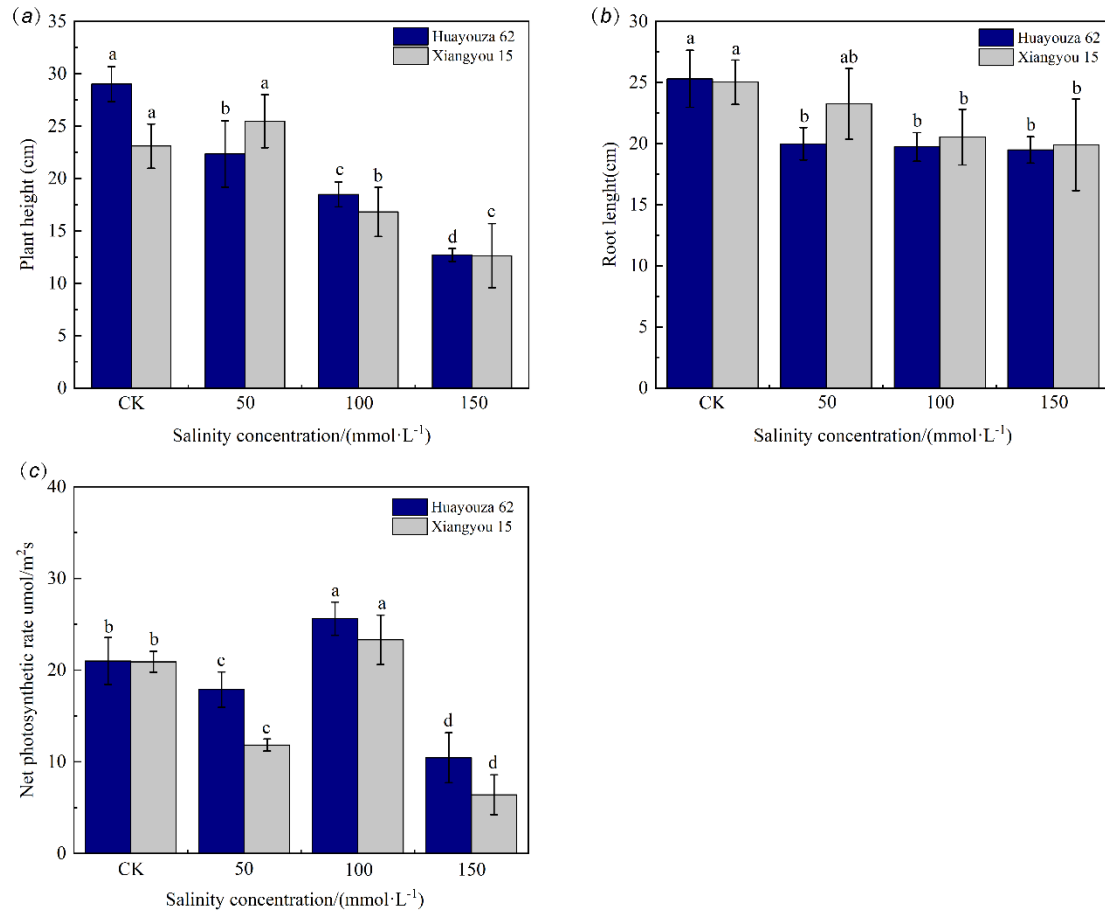 (a)
35
30
25
20
15
10
5
0
Plant height (cm)
Huayouza 62
Xiangyou 15
a
a
b
a
c
b
d
c
CK
50
100
150
Salinity concentration/(mmol·L⁻¹)
(b)
30
25
20
15
10
5
0
Root lenght(cm)
Huayouza 62
Xiangyou 15
a
a
b
ab
b
b
b
b
CK
50
100
150
Salinity concentration/(mmol·L⁻¹)
(c)
40
30
20
10
0
Net photosynthetic rate umol/m²s
Huayouza 62
Xiangyou 15
b
b
c
c
a
a
d
d
CK
50
100
150
Salinity concentration/(mmol·L⁻¹)